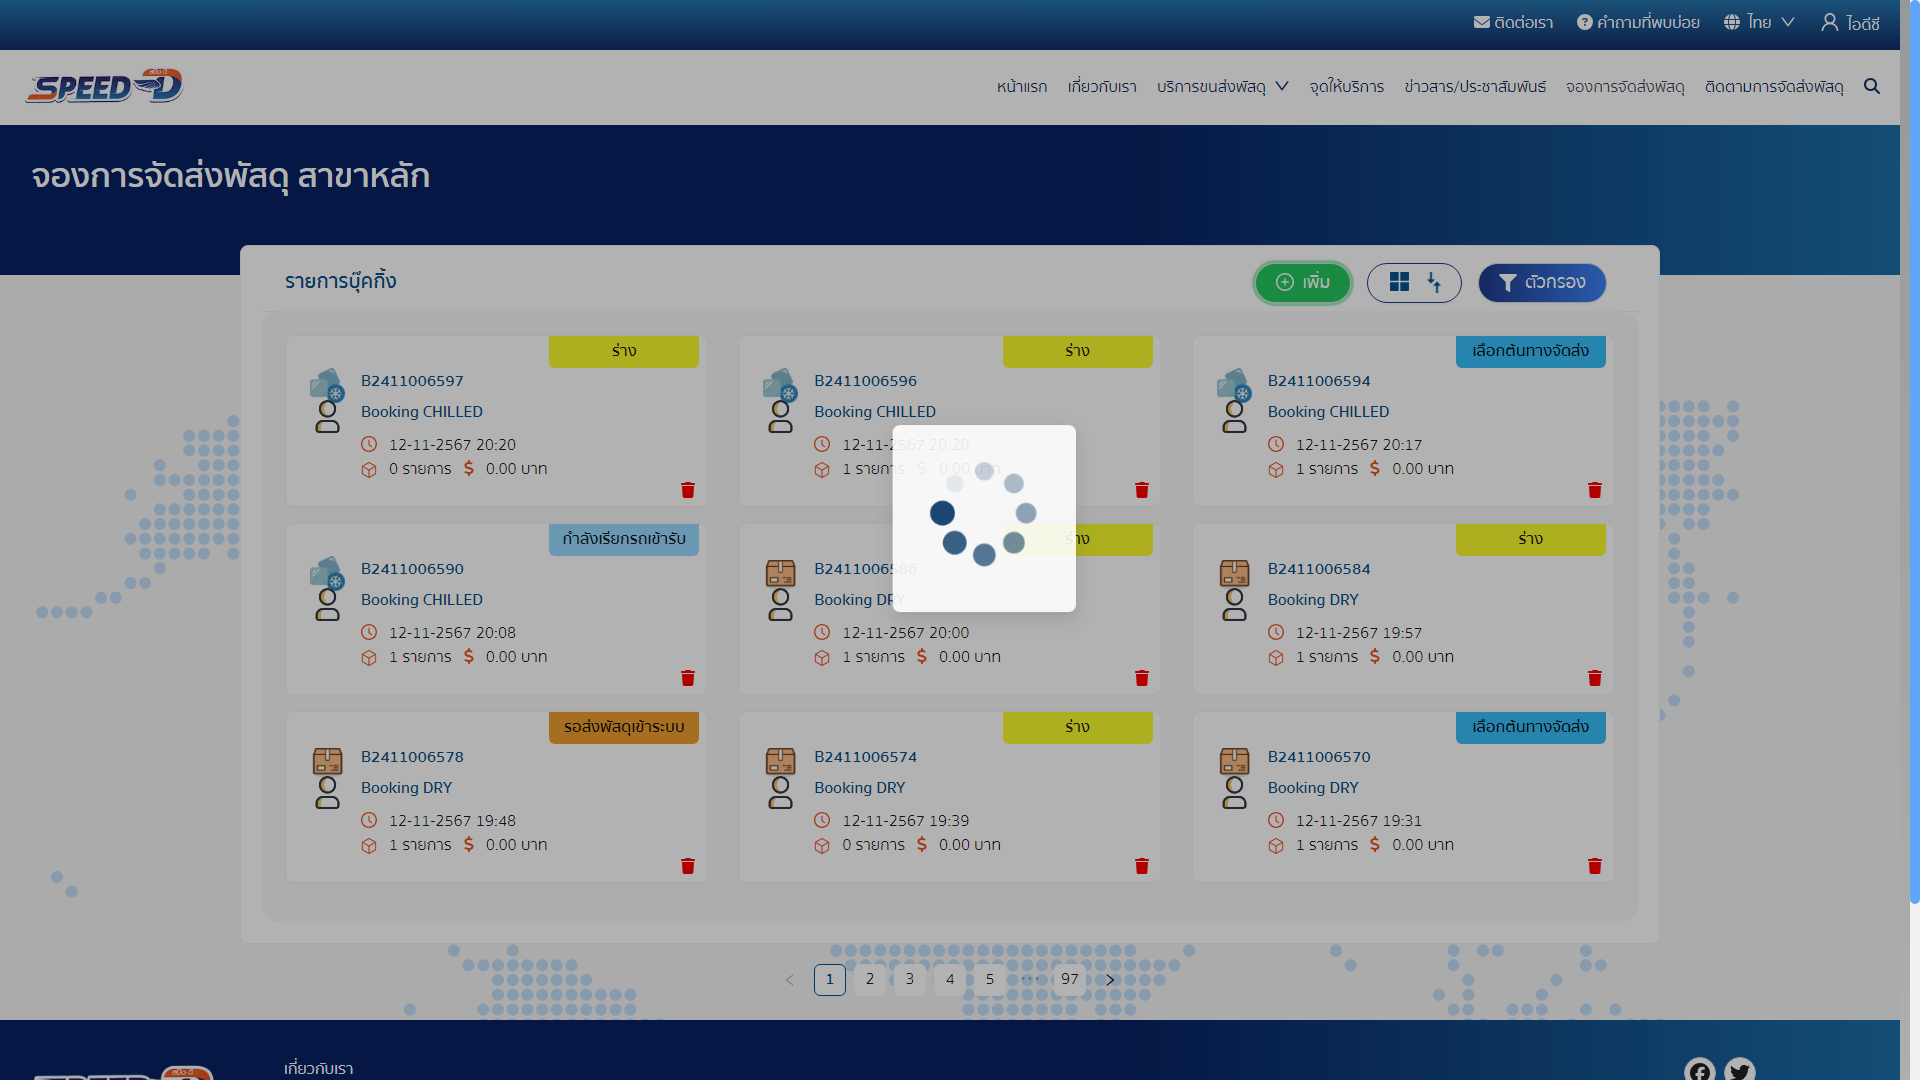 ติดต่อเรา คำถามที่พบบ่อย ไทย ไอดีซี
SPEED-D สปีด-ดี
หน้าแรก เกี่ยวกับเรา บริการขนส่งพัสดุ จุดให้บริการ ข่าวสาร/ประชาสัมพันธ์ จองการจัดส่งพัสดุ ติดตามการจัดส่งพัสดุ
จองการจัดส่งพัสดุ สาขาหลัก
รายการบุ๊คกิ้ง
เพิ่ม
ตัวกรอง
ร่าง
B2411006597
Booking CHILLED
12-11-2567 20:20
0 รายการ $ 0.00 บาท
ร่าง
B2411006596
Booking CHILLED
12-11-2567 20:20
1 รายการ $ 0.00 บาท
เลือกต้นทางจัดส่ง
B2411006594
Booking CHILLED
12-11-2567 20:17
1 รายการ $ 0.00 บาท
กำลังเรียกรถเข้ารับ
B2411006590
Booking CHILLED
12-11-2567 20:08
1 รายการ $ 0.00 บาท
ร่าง
B2411006586
Booking DRY
12-11-2567 20:00
1 รายการ $ 0.00 บาท
ร่าง
B2411006584
Booking DRY
12-11-2567 19:57
1 รายการ $ 0.00 บาท
รอส่งพัสดุเข้าระบบ
B2411006578
Booking DRY
12-11-2567 19:48
1 รายการ $ 0.00 บาท
ร่าง
B2411006574
Booking DRY
12-11-2567 19:39
0 รายการ $ 0.00 บาท
เลือกต้นทางจัดส่ง
B2411006570
Booking DRY
12-11-2567 19:31
1 รายการ $ 0.00 บาท
< 1 2 3 4 5 ••• 97 >
เกี่ยวกับเรา